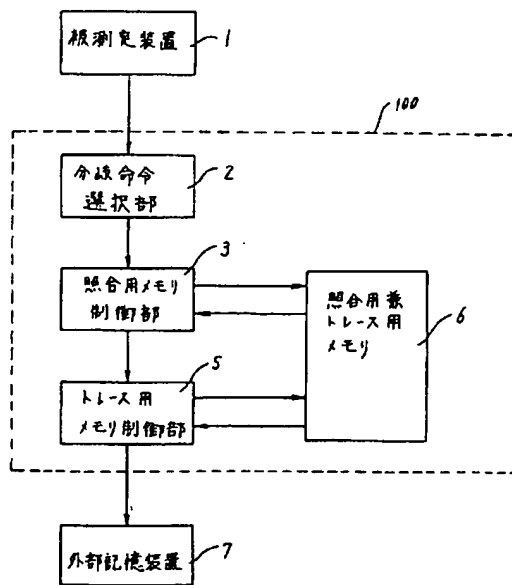 被測定装置
1
100
分岐命令
選択部
2
照合用メモリ
制御部
3
照合用兼
トレース用
メモリ
6
トレース用
メモリ制御部
5
外部記憶装置
7